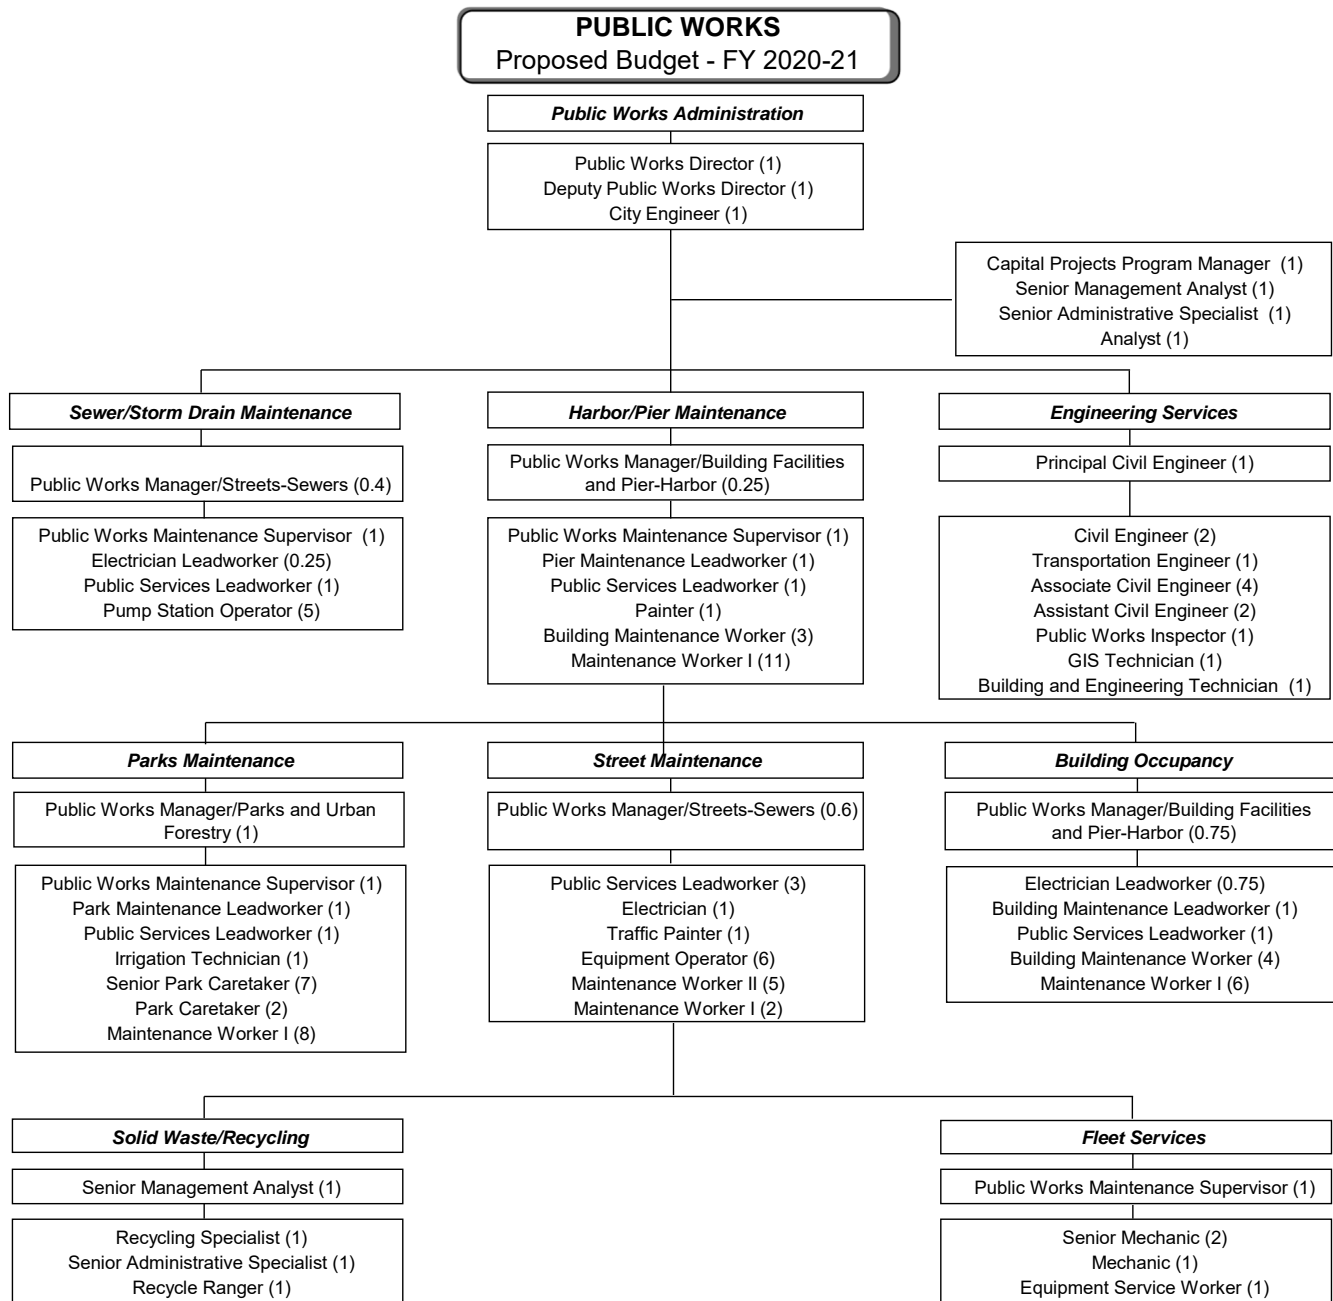 PUBLIC WORKS
Proposed Budget - FY 2020-21
Public Works Administration
Public Works Director (1)
Deputy Public Works Director (1)
City Engineer (1)
Capital Projects Program Manager (1)
Senior Management Analyst (1)
Senior Administrative Specialist (1)
Analyst (1)
Sewer/Storm Drain Maintenance
Public Works Manager/Streets-Sewers (0.4)
Public Works Maintenance Supervisor (1)
Electrician Leadworker (0.25)
Public Services Leadworker (1)
Pump Station Operator (5)
Harbor/Pier Maintenance
Public Works Manager/Building Facilities
and Pier-Harbor (0.25)
Public Works Maintenance Supervisor (1)
Pier Maintenance Leadworker (1)
Public Services Leadworker (1)
Painter (1)
Building Maintenance Worker (3)
Maintenance Worker I (11)
Engineering Services
Principal Civil Engineer (1)
Civil Engineer (2)
Transportation Engineer (1)
Associate Civil Engineer (4)
Assistant Civil Engineer (2)
Public Works Inspector (1)
GIS Technician (1)
Building and Engineering Technician (1)
Parks Maintenance
Public Works Manager/Parks and Urban
Forestry (1)
Public Works Maintenance Supervisor (1)
Park Maintenance Leadworker (1)
Public Services Leadworker (1)
Irrigation Technician (1)
Senior Park Caretaker (7)
Park Caretaker (2)
Maintenance Worker I (8)
Street Maintenance
Public Works Manager/Streets-Sewers (0.6)
Public Services Leadworker (3)
Electrician (1)
Traffic Painter (1)
Equipment Operator (6)
Maintenance Worker II (5)
Maintenance Worker I (2)
Building Occupancy
Public Works Manager/Building Facilities
and Pier-Harbor (0.75)
Electrician Leadworker (0.75)
Building Maintenance Leadworker (1)
Public Services Leadworker (1)
Building Maintenance Worker (4)
Maintenance Worker I (6)
Solid Waste/Recycling
Senior Management Analyst (1)
Recycling Specialist (1)
Senior Administrative Specialist (1)
Recycle Ranger (1)
Fleet Services
Public Works Maintenance Supervisor (1)
Senior Mechanic (2)
Mechanic (1)
Equipment Service Worker (1)